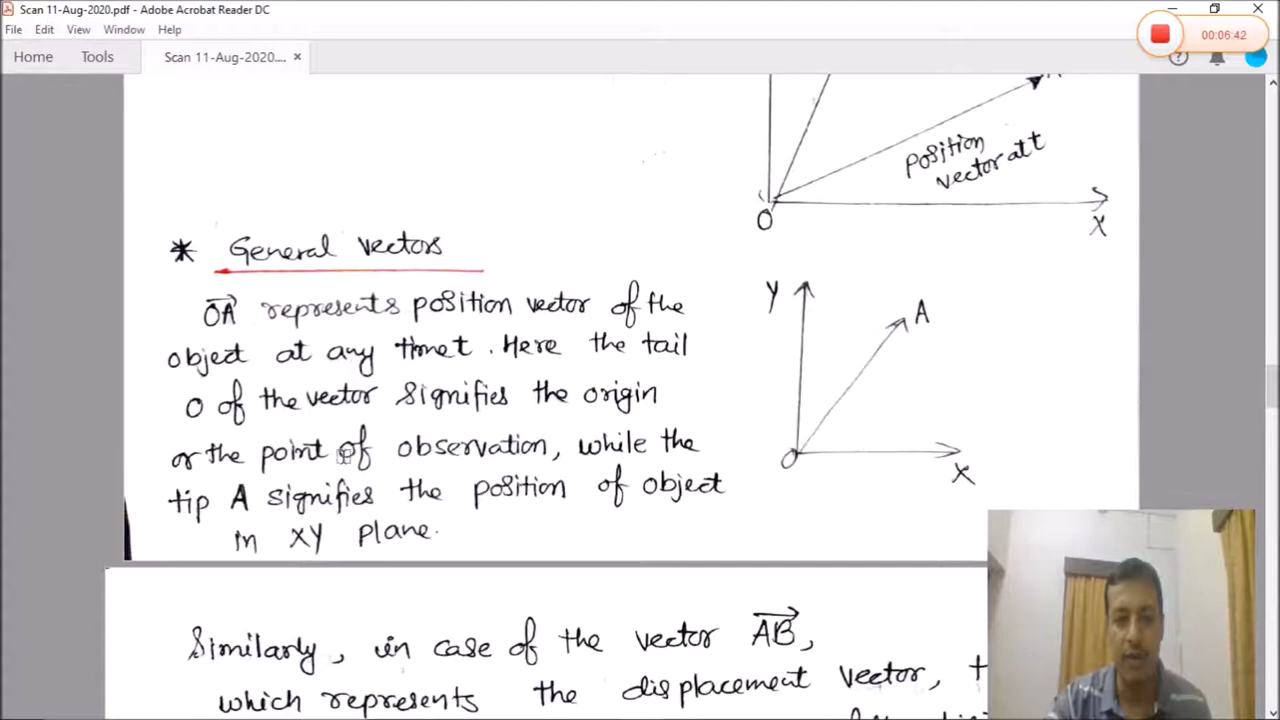 Scan 11-Aug-2020.pdf - Adobe Acrobat Reader DC
File Edit View Window Help
00:06:42
Home Tools Scan 11-Aug-2020.... ×
Position
vector at t
O
X
* General vectors
OA represents position vector of the
object at any time t. Here the tail
O of the vector signifies the origin
or the point of observation, while the
tip A signifies the position of object
in XY plane.
Y
A
O
X
Similarly, in case of the vector AB,
which represents the displacement vector,